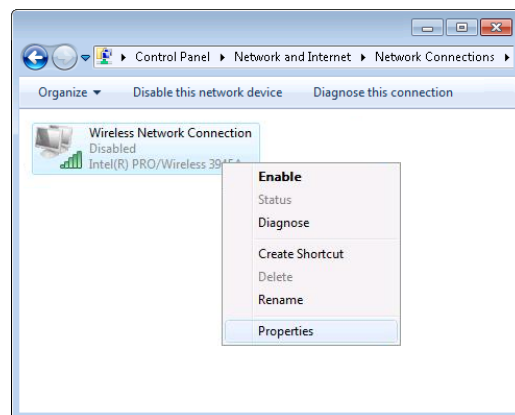 Control Panel ▸ Network and Internet ▸ Network Connections ▸
Organize ▾ Disable this network device Diagnose this connection
Wireless Network Connection
Disabled
Intel(R) PRO/Wireless
Enable
Status
Diagnose
Create Shortcut
Delete
Rename
Properties